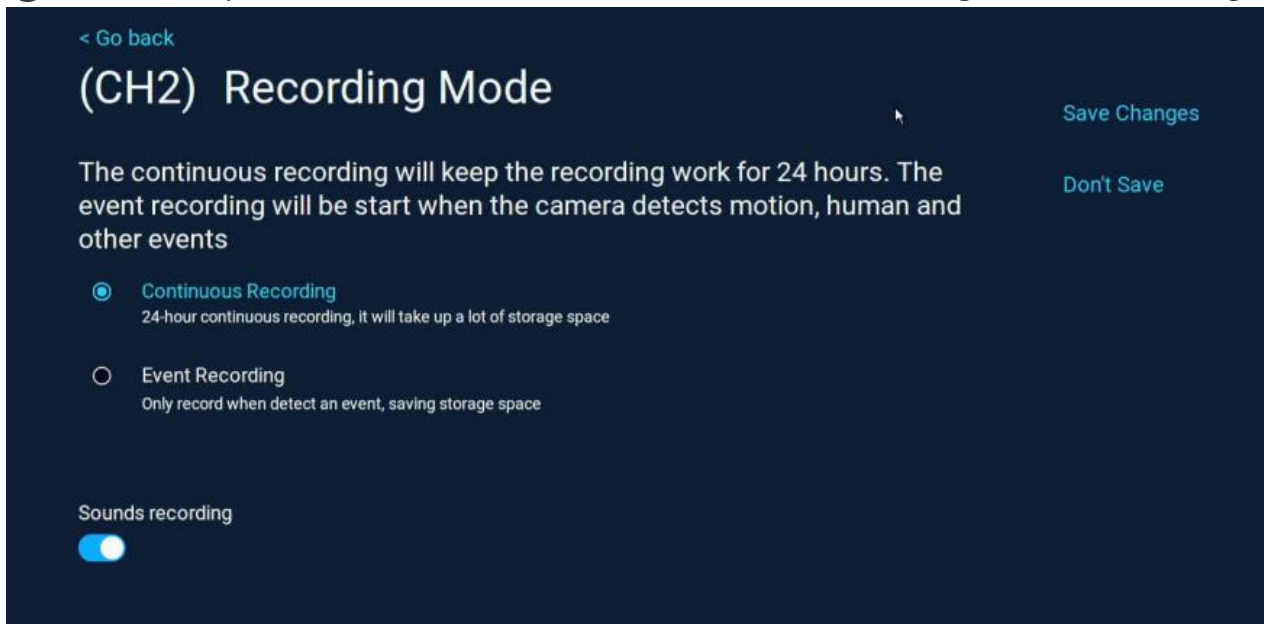 < Go back
(CH2) Recording Mode
Save Changes
The continuous recording will keep the recording work for 24 hours. The
event recording will be start when the camera detects motion, human and
other events
Don't Save
Continuous Recording
24-hour continuous recording, it will take up a lot of storage space
Event Recording
Only record when detect an event, saving storage space
Sounds recording